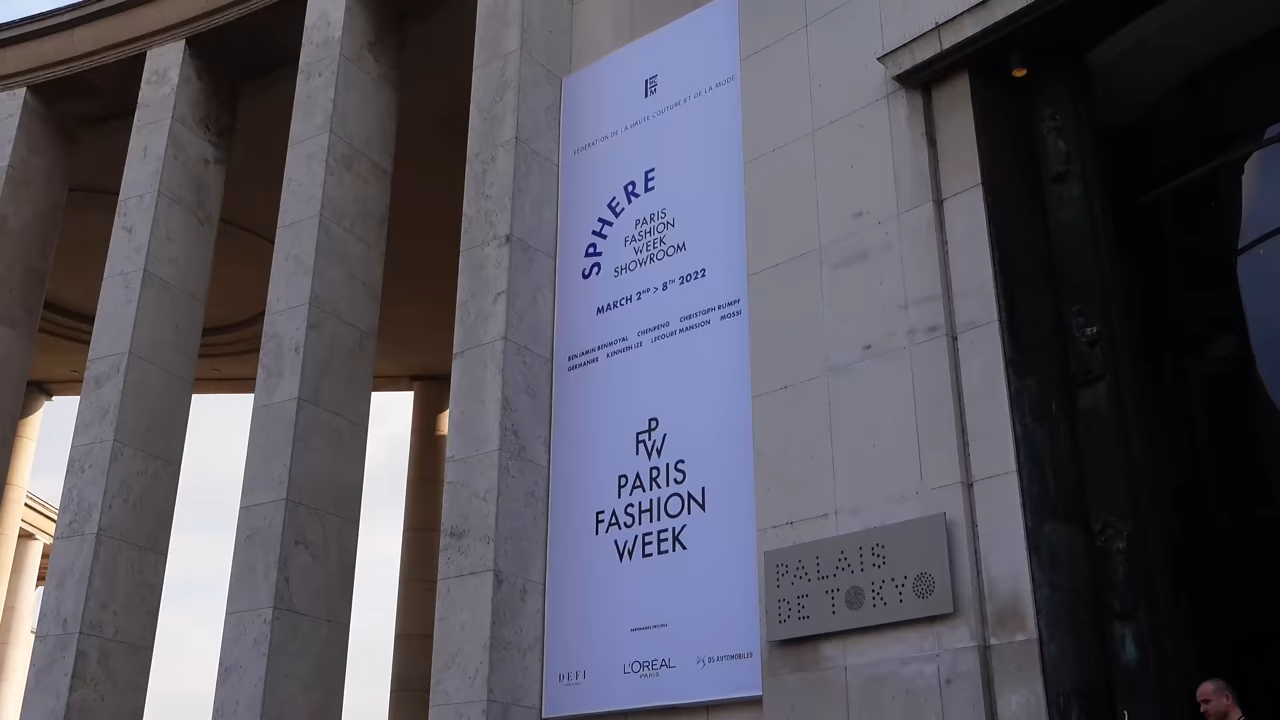 FÉDÉRATION DE LA HAUTE COUTURE ET DE LA MODE
SPHERE
PARIS
FASHION
WEEK
SHOWROOM
MARCH 2ND > 8TH 2022
BENJAMIN BENMOYAL CHENPENG CHRISTOPH RUMPF
GERMANIER KENNETH IZE LECOURT MANSION MOSSI
FPW
PARIS
FASHION
WEEK
PARTENAIRES OFFICIELS
DEFI
L'ORÉAL
PARIS
DS AUTOMOBILES
PALAIS
DE TOKYO